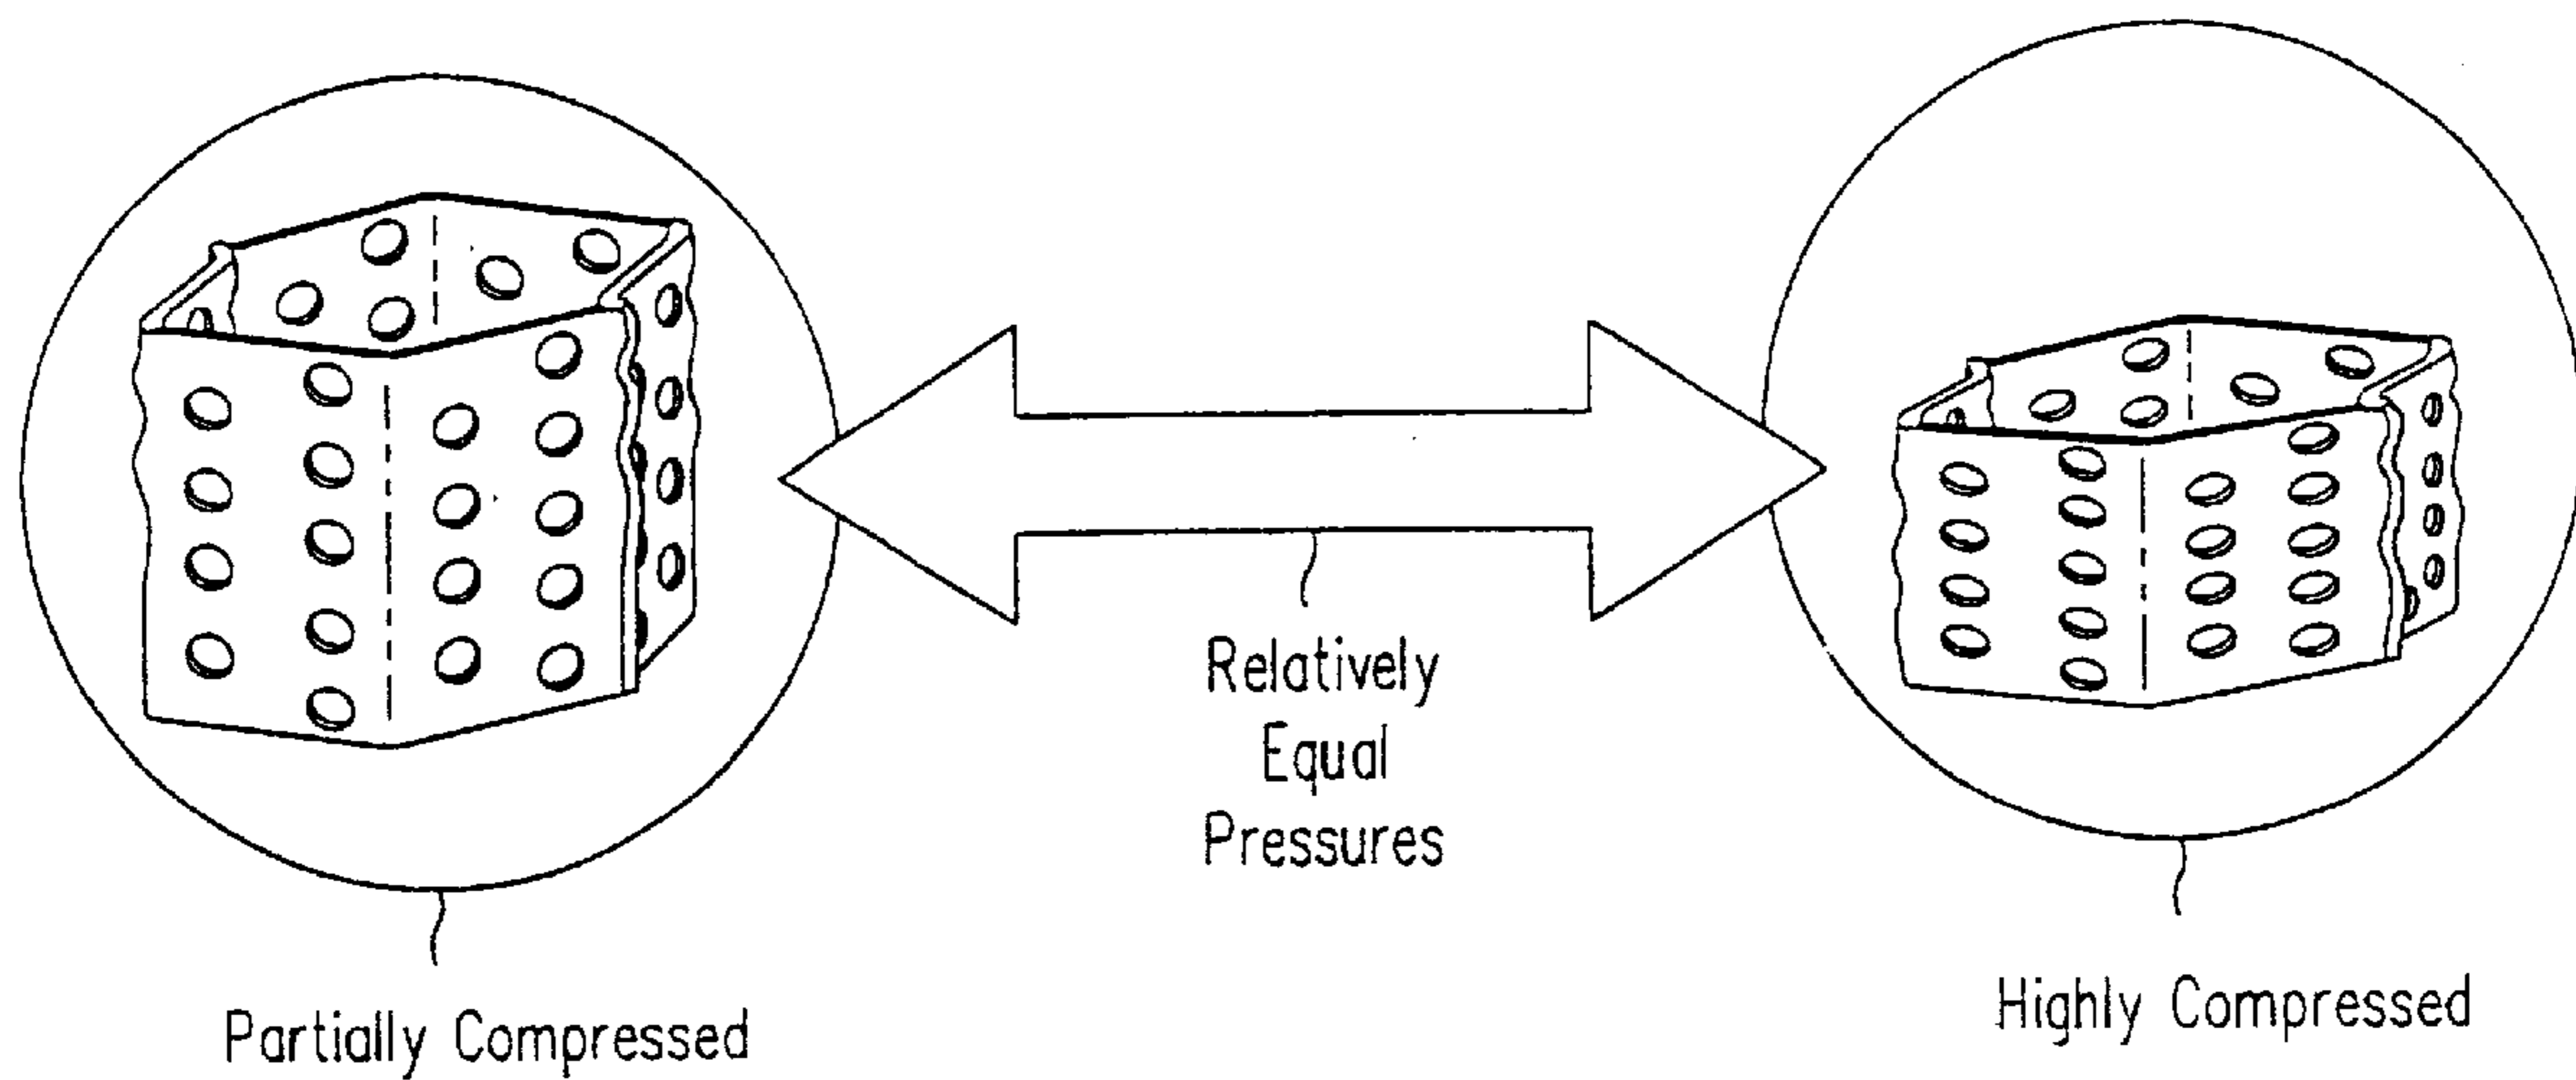 Relatively
Equal
Pressures
Partially Compressed
Highly Compressed